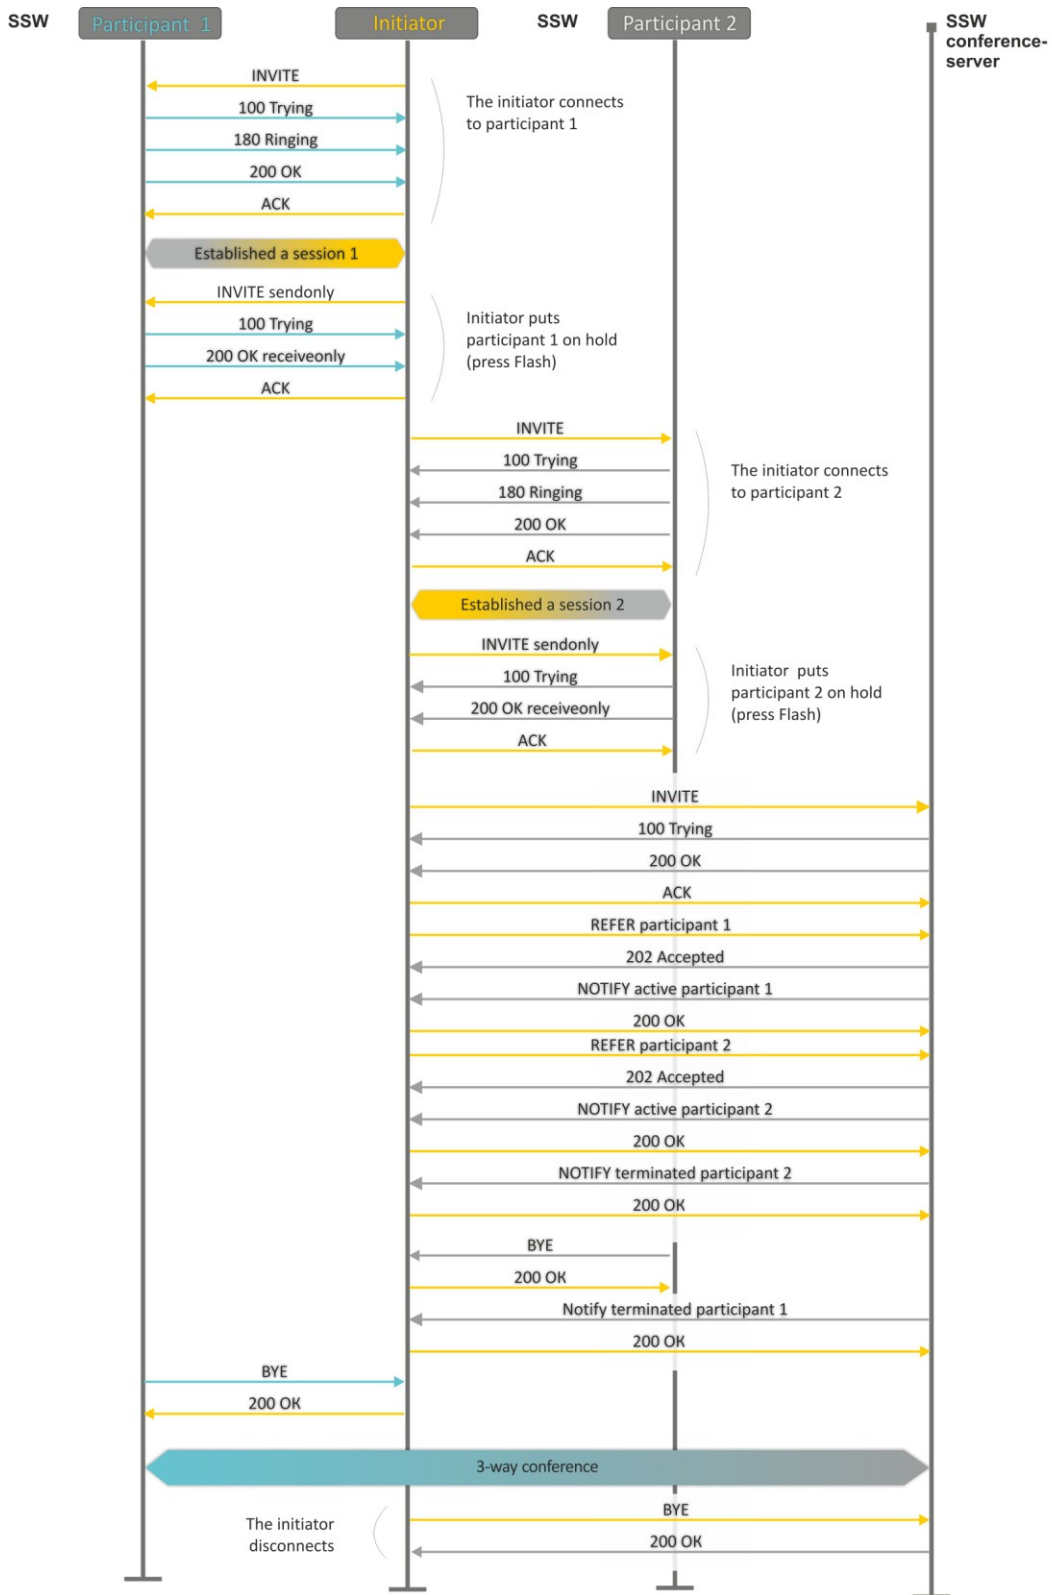 SSW
Participant 1
Initiator
SSW
Participant 2
SSW
conference-
server
INVITE
100 Trying
180 Ringing
200 OK
ACK
The initiator connects
to participant 1
Established a session 1
INVITE sendonly
100 Trying
200 OK receiveonly
ACK
Initiator puts
participant 1 on hold
(press Flash)
INVITE
100 Trying
180 Ringing
200 OK
ACK
The initiator connects
to participant 2
Established a session 2
INVITE sendonly
100 Trying
200 OK receiveonly
ACK
Initiator puts
participant 2 on hold
(press Flash)
INVITE
100 Trying
200 OK
ACK
REFER participant 1
202 Accepted
NOTIFY active participant 1
200 OK
REFER participant 2
202 Accepted
NOTIFY active participant 2
200 OK
NOTIFY terminated participant 2
200 OK
BYE
200 OK
Notify terminated participant 1
200 OK
BYE
200 OK
3-way conference
The initiator
disconnects
BYE
200 OK